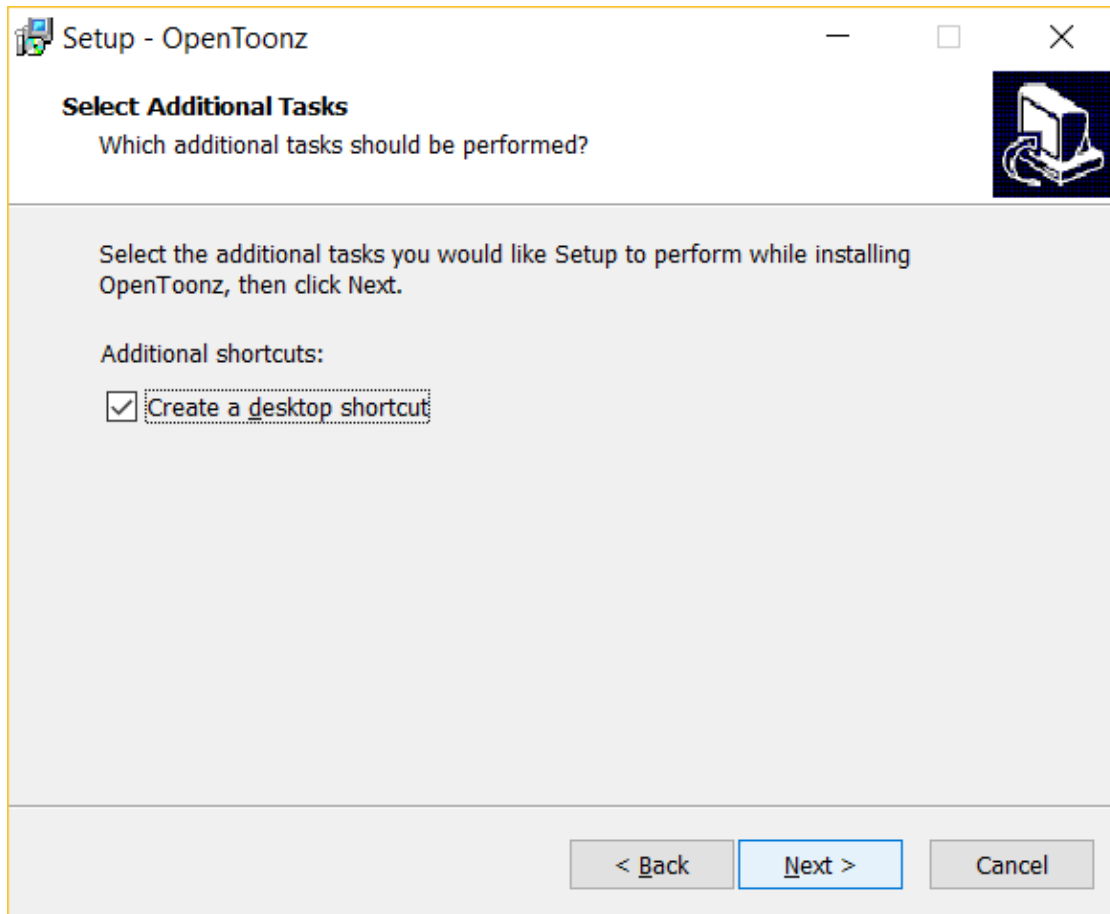 Setup - OpenToonz
Select Additional Tasks
Which additional tasks should be performed?
Select the additional tasks you would like Setup to perform while installing
OpenToonz, then click Next.
Additional shortcuts:
Create a desktop shortcut
< Back
Next >
Cancel